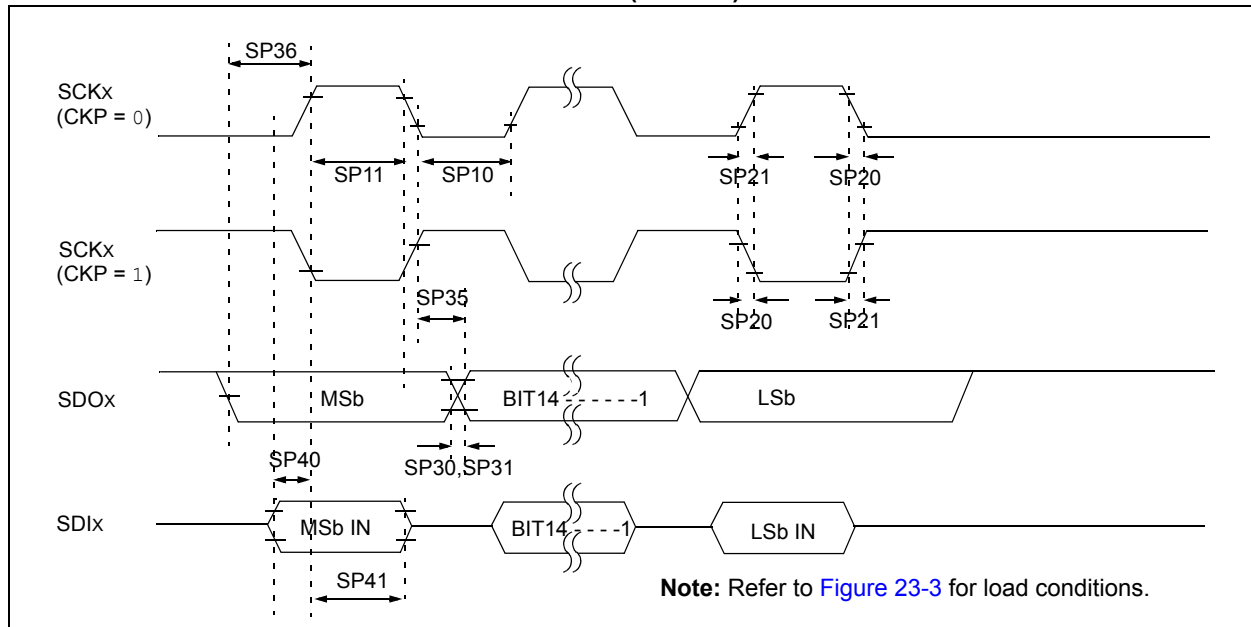 SP36
SCKx
(CKP = 0)
SP11
SP10
SP21
SP20
SCKx
(CKP = 1)
SP35
SP20
SP21
SDOx
MSb
BIT14 - - - - - -1
LSb
SP40
SP30,SP31
SDIx
MSb IN
BIT14 - - - -1
LSb IN
SP41
Note: Refer to Figure 23-3 for load conditions.